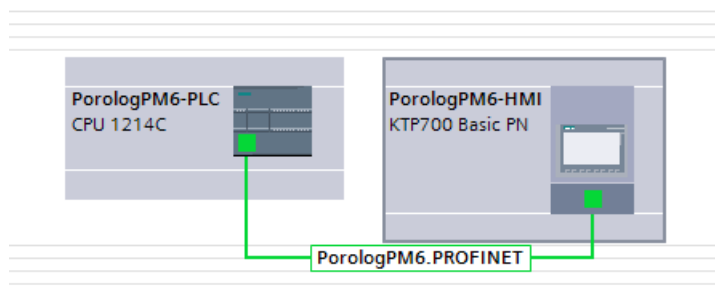 PorologPM6-PLC
CPU 1214C
PorologPM6-HMI
KTP700 Basic PN
PorologPM6.PROFINET